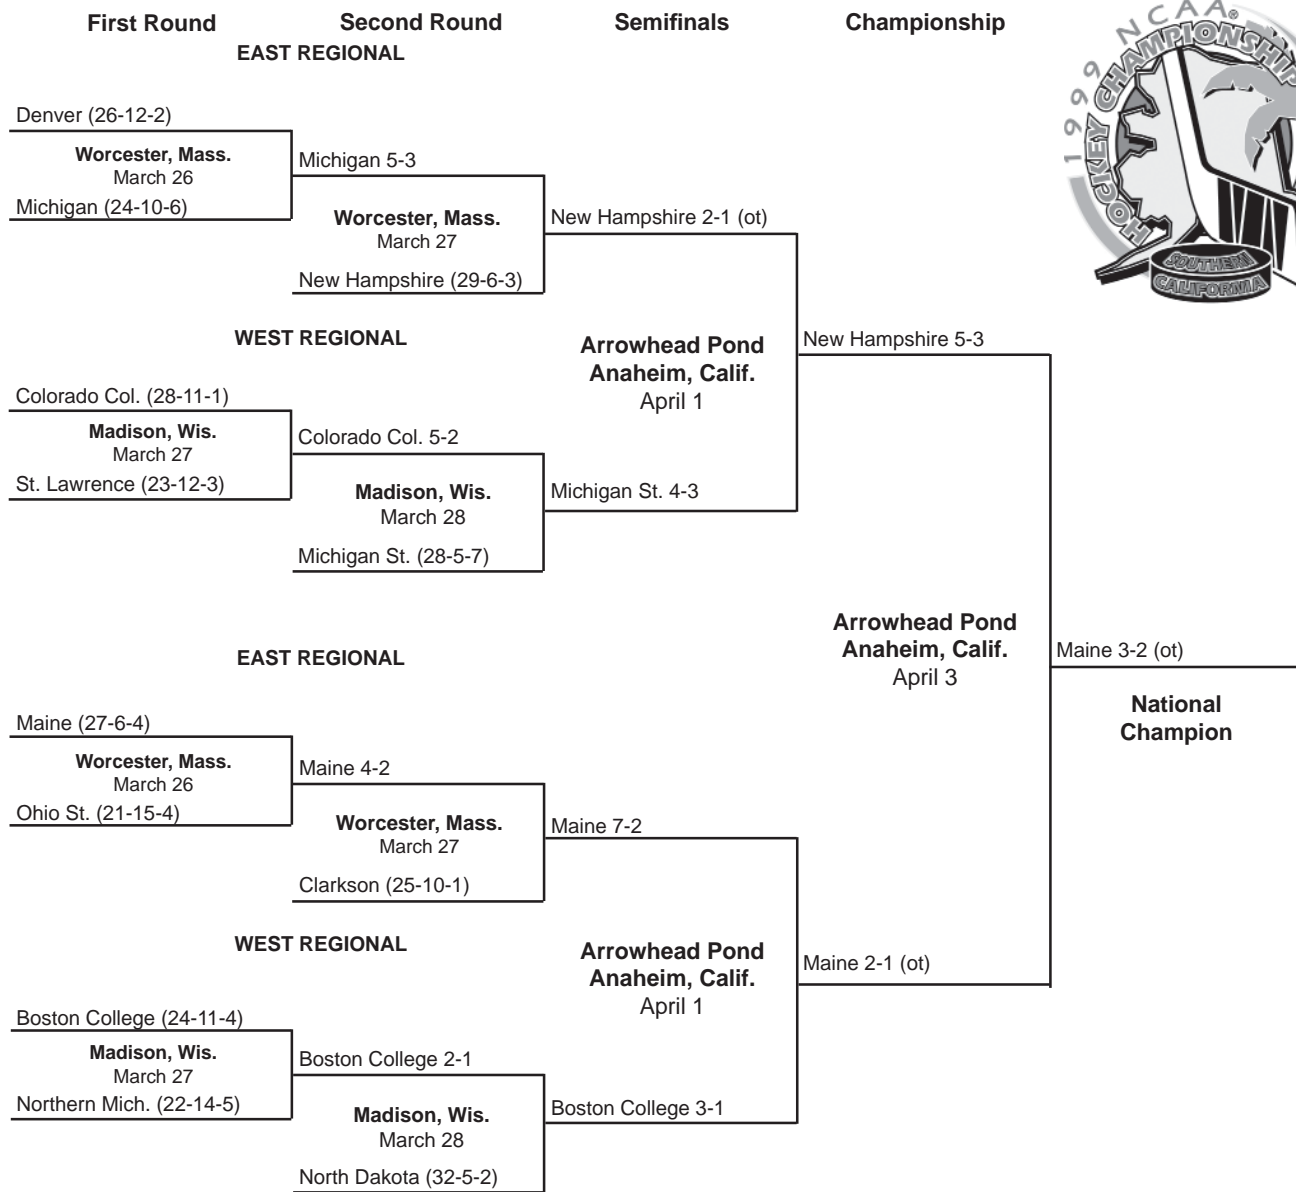 First Round Second Round Semifinals Championship
EAST REGIONAL
Denver (26-12-2)
Worcester, Mass.
March 26
Michigan (24-10-6)
Michigan 5-3
Worcester, Mass.
March 27
New Hampshire (29-6-3)
New Hampshire 2-1 (ot)
WEST REGIONAL
Colorado Col. (28-11-1)
Madison, Wis.
March 27
St. Lawrence (23-12-3)
Colorado Col. 5-2
Madison, Wis.
March 28
Michigan St. (28-5-7)
Michigan St. 4-3
Arrowhead Pond
Anaheim, Calif.
April 1
New Hampshire 5-3
EAST REGIONAL
Maine (27-6-4)
Worcester, Mass.
March 26
Ohio St. (21-15-4)
Maine 4-2
Worcester, Mass.
March 27
Clarkson (25-10-1)
Maine 7-2
WEST REGIONAL
Boston College (24-11-4)
Madison, Wis.
March 27
Northern Mich. (22-14-5)
Boston College 2-1
Madison, Wis.
March 28
North Dakota (32-5-2)
Boston College 3-1
Arrowhead Pond
Anaheim, Calif.
April 1
Maine 2-1 (ot)
Arrowhead Pond
Anaheim, Calif.
April 3
Maine 3-2 (ot)
National
Champion
1999 NCAA®
HOCKEY CHAMPIONSHIP
SOUTHERN
CALIFORNIA